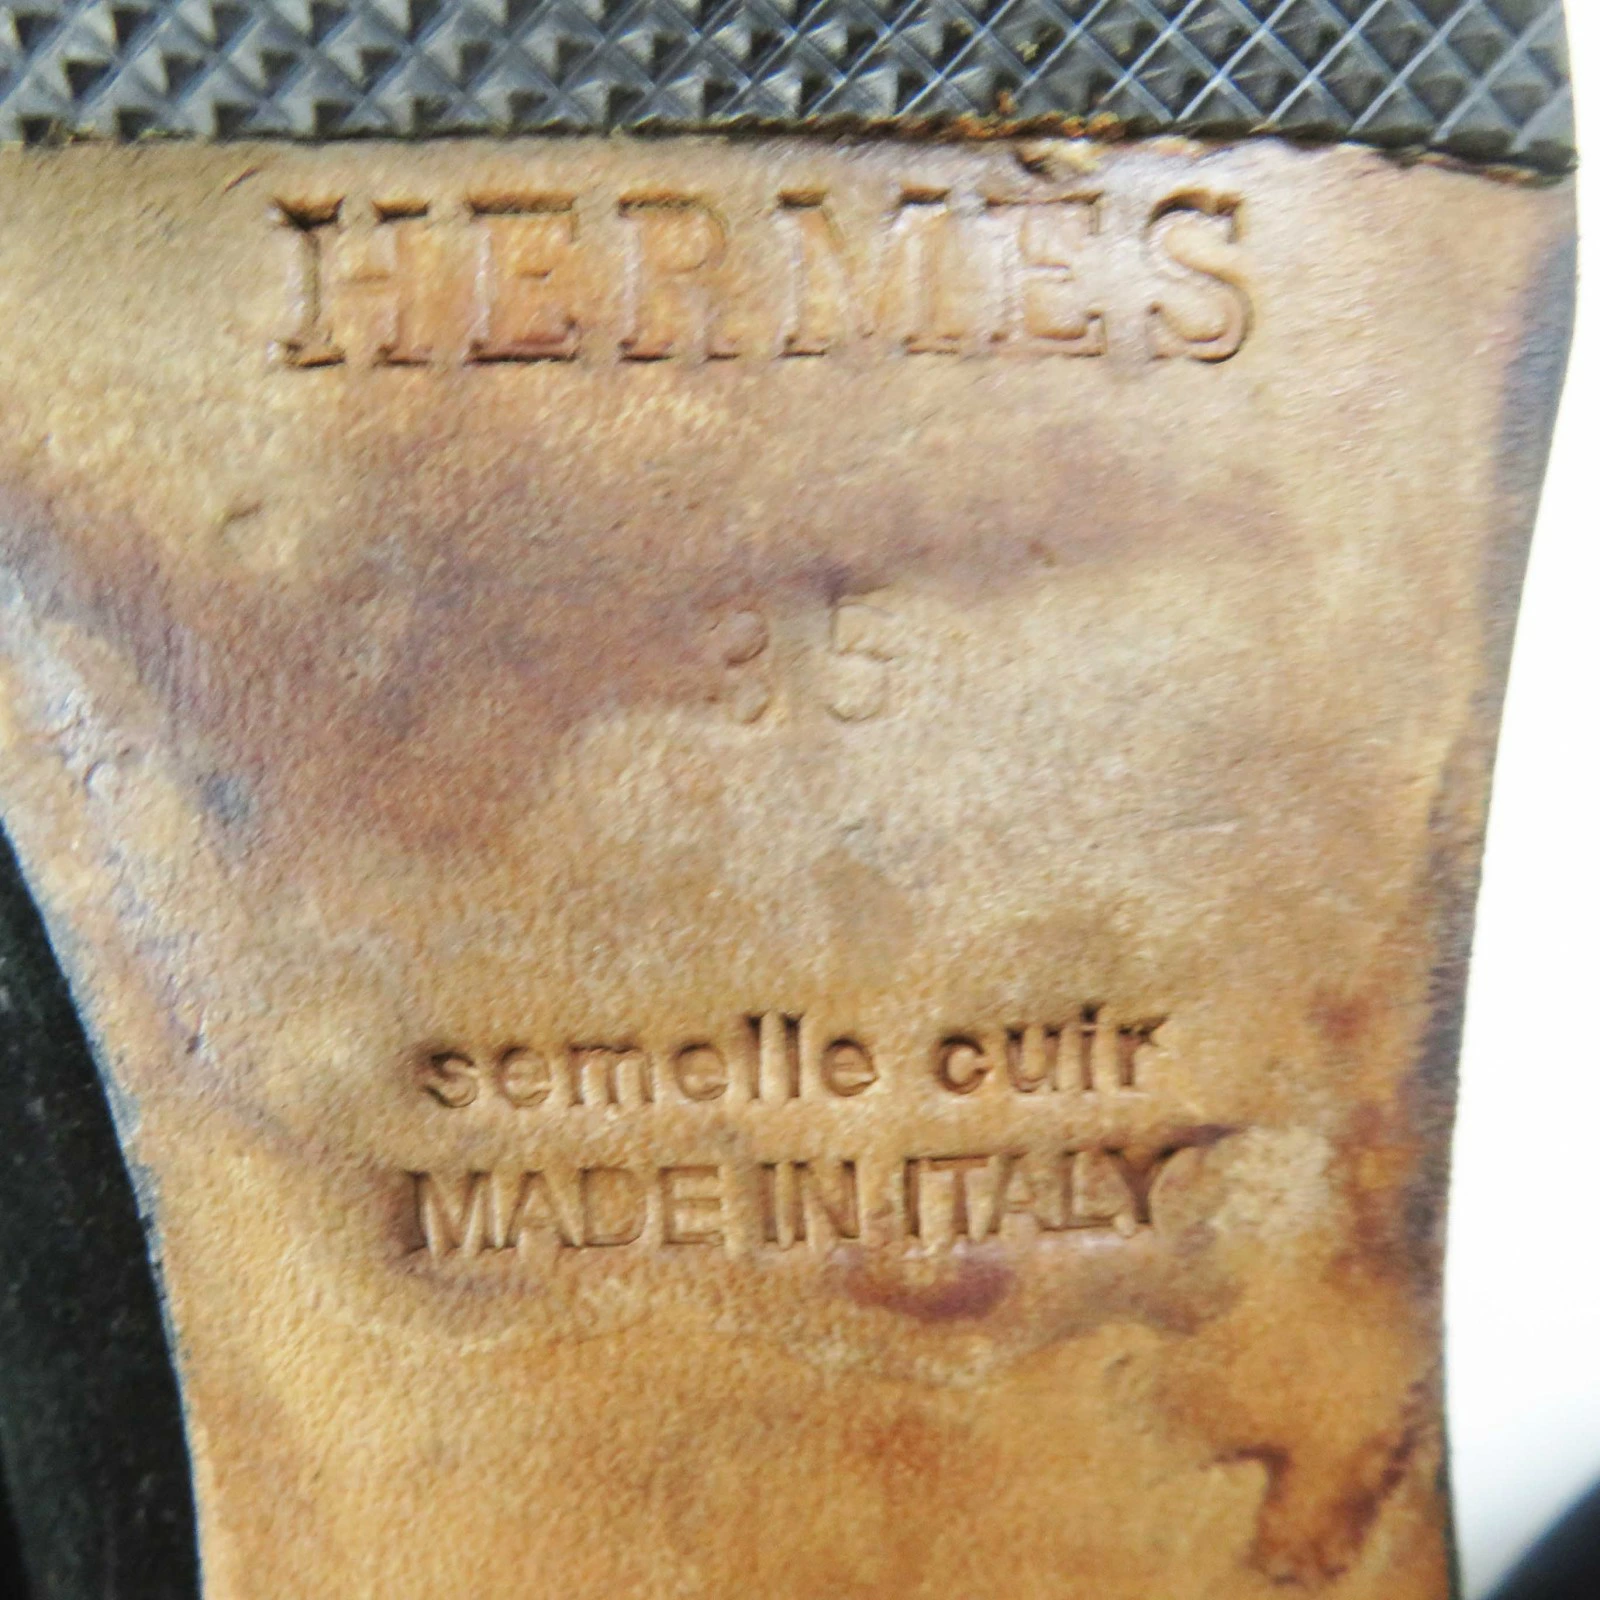 HERMÈS
35
semelle cuir
MADE IN ITALY